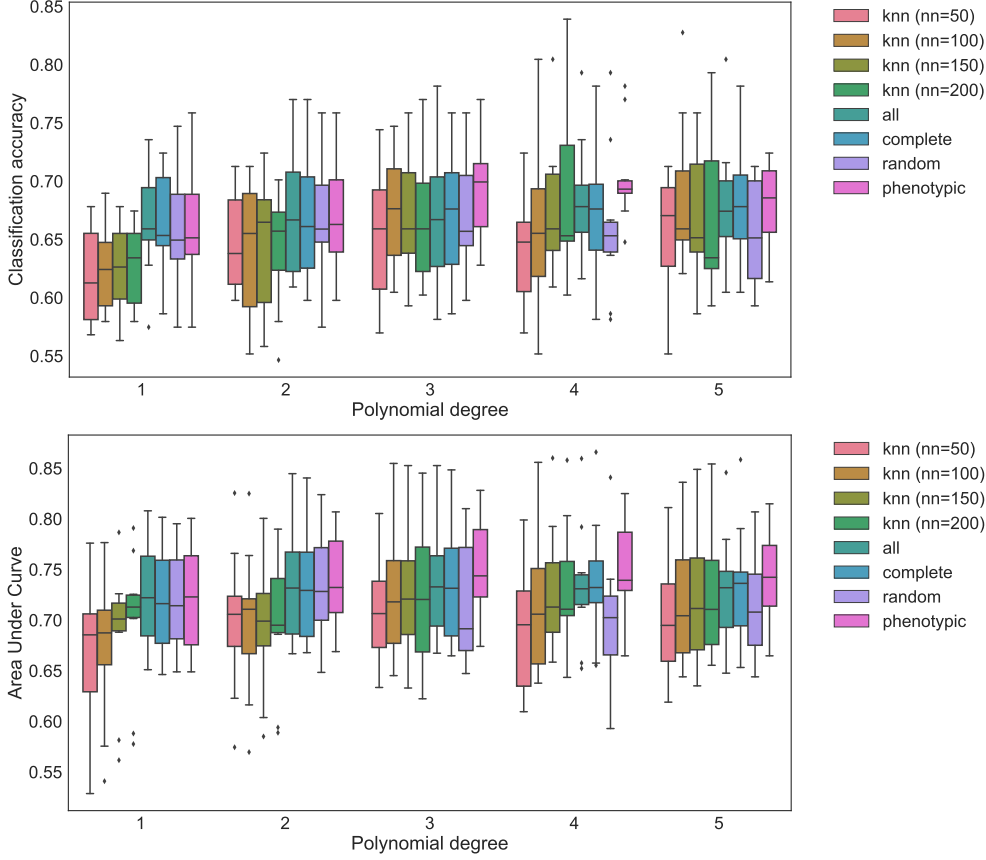 0.85
0.80
0.75
0.70
0.65
0.60
0.55
Classification accuracy
1 2 3 4 5
Polynomial degree
knn (nn=50)
knn (nn=100)
knn (nn=150)
knn (nn=200)
all
complete
random
phenotypic
0.85
0.80
0.75
0.70
0.65
0.60
0.55
Area Under Curve
1 2 3 4 5
Polynomial degree
knn (nn=50)
knn (nn=100)
knn (nn=150)
knn (nn=200)
all
complete
random
phenotypic